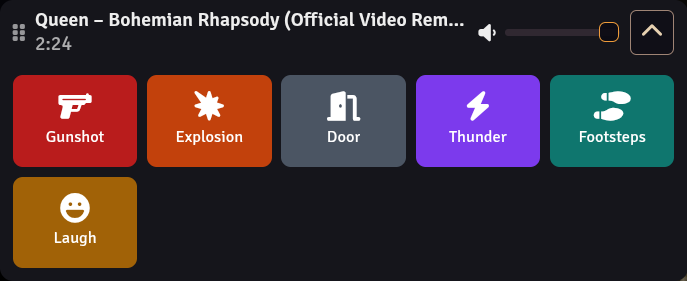 Queen – Bohemian Rhapsody (Official Video Rem...
2:24
Gunshot
Explosion
Door
Thunder
Footsteps
Laugh